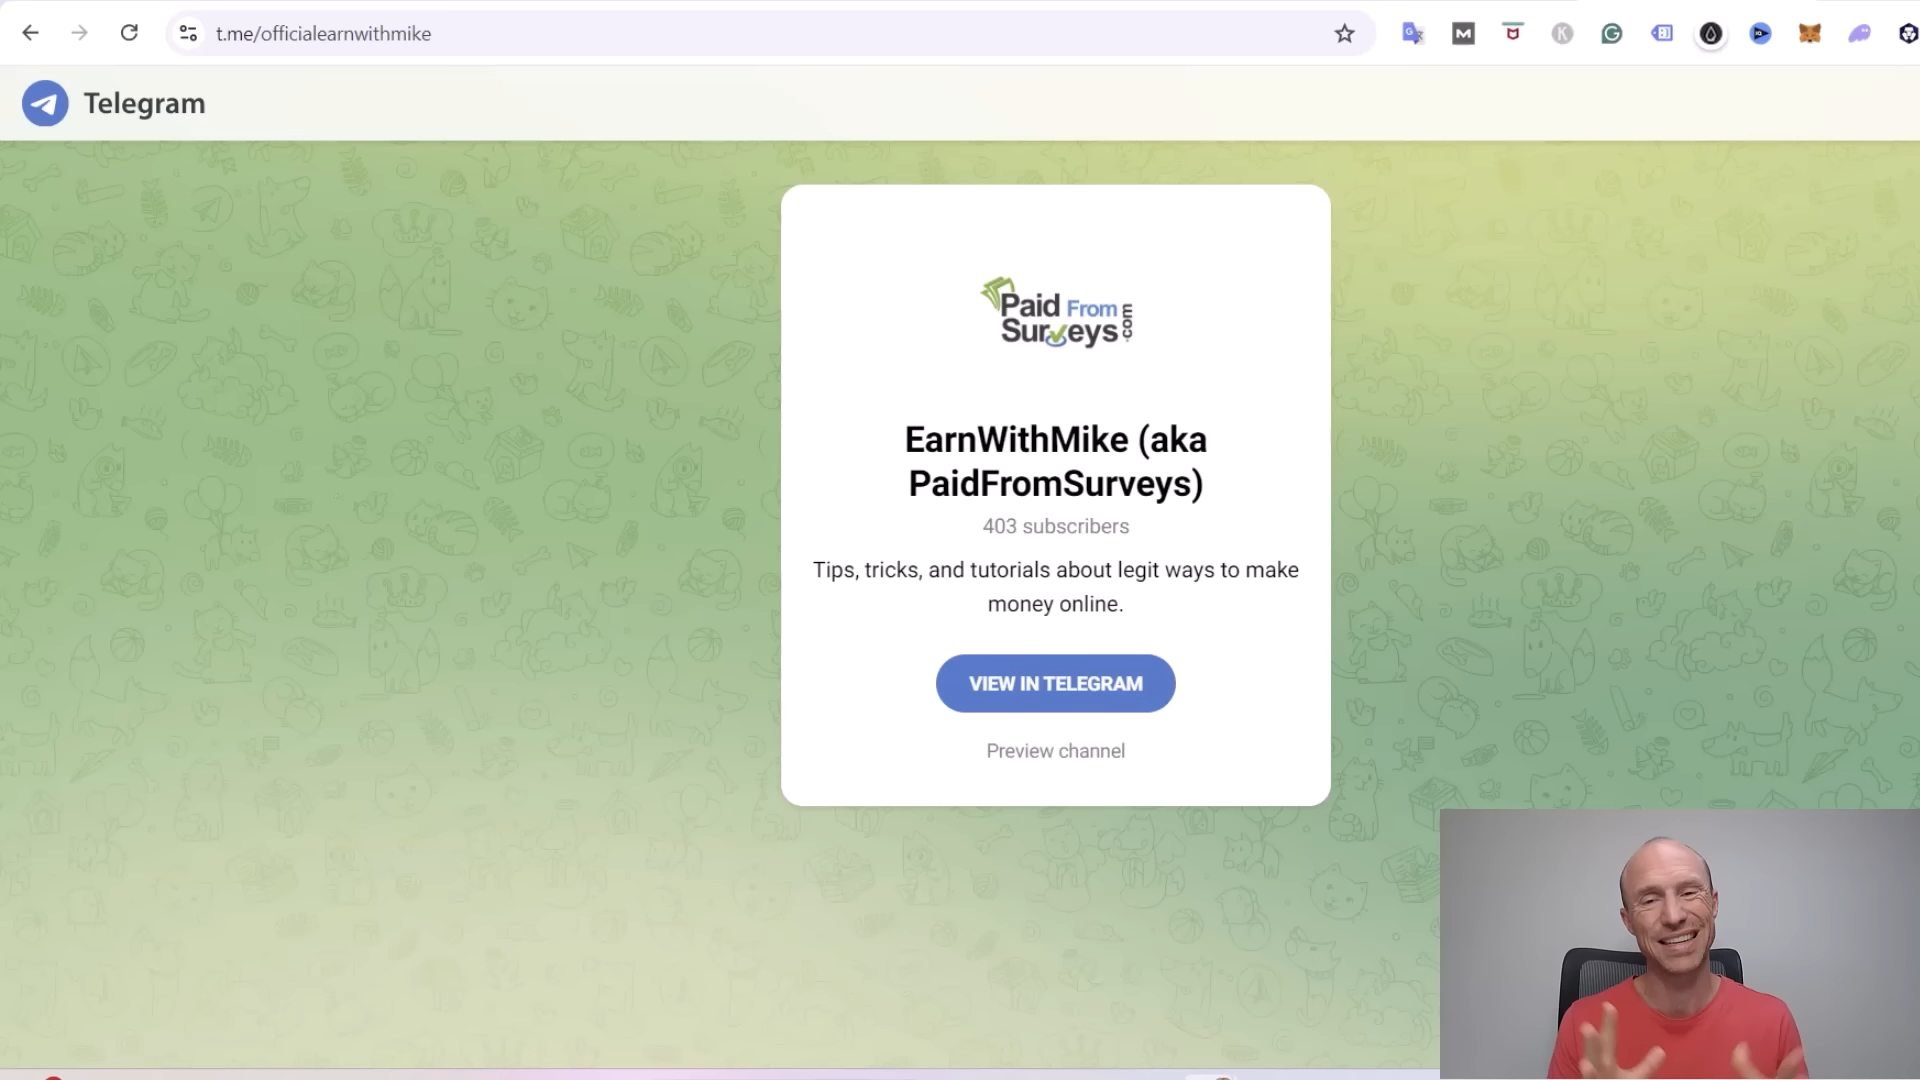 t.me/officialearnwithmike
Telegram
Paid From
Surveys
.com
EarnWithMike (aka
PaidFromSurveys)
403 subscribers
Tips, tricks, and tutorials about legit ways to make
money online.
VIEW IN TELEGRAM
Preview channel